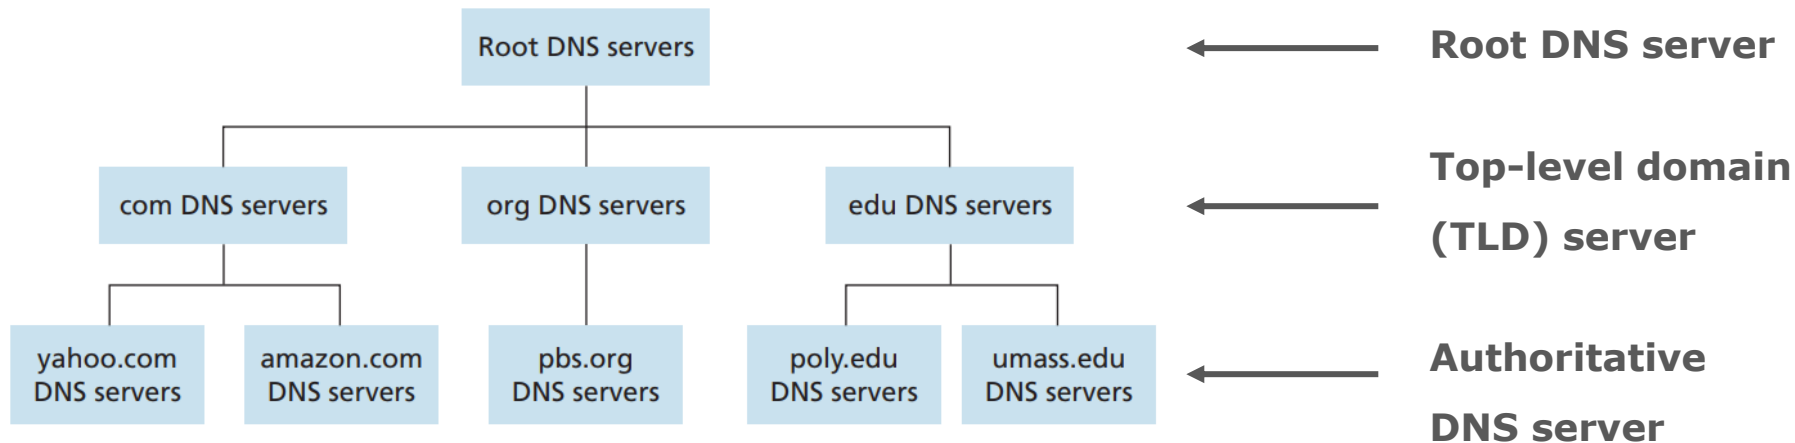 Root DNS servers
Root DNS server
com DNS servers
org DNS servers
edu DNS servers
Top-level domain
(TLD) server
yahoo.com
DNS servers
amazon.com
DNS servers
pbs.org
DNS servers
poly.edu
DNS servers
umass.edu
DNS servers
Authoritative
DNS server